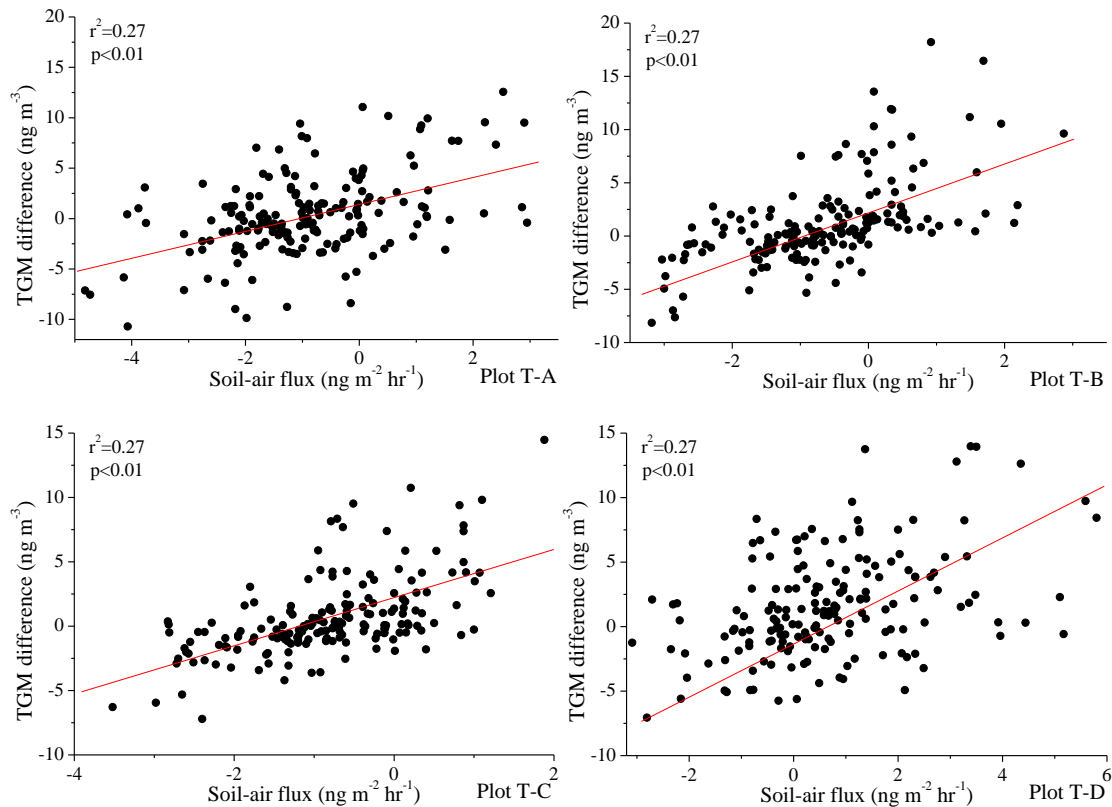 20
15
10
5
0
-5
-10
TGM difference (ng m⁻³)
r²=0.27
p<0.01
-4
-2
0
2
Soil-air flux (ng m⁻² hr⁻¹)
Plot T-A
20
15
10
5
0
-5
-10
TGM difference (ng m⁻³)
r²=0.27
p<0.01
-2
0
2
Soil-air flux (ng m⁻² hr⁻¹)
Plot T-B
15
10
5
0
-5
-10
TGM difference (ng m⁻³)
r²=0.27
p<0.01
-4
-2
0
2
Soil-air flux (ng m⁻² hr⁻¹)
Plot T-C
15
10
5
0
-5
-10
TGM difference (ng m⁻³)
r²=0.27
p<0.01
-2
0
2
4
6
Soil-air flux (ng m⁻² hr⁻¹)
Plot T-D